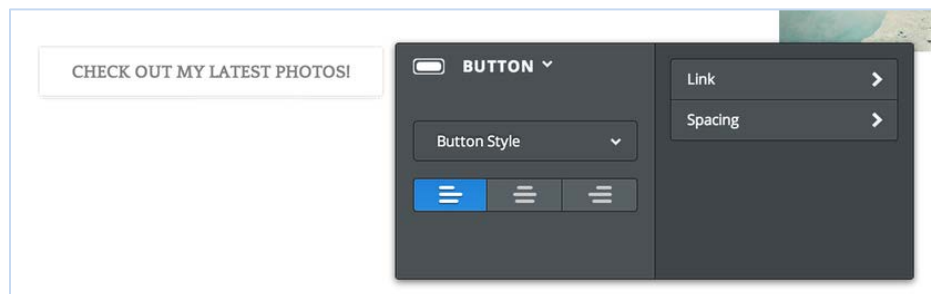 CHECK OUT MY LATEST PHOTOS!
BUTTON
Button Style
Link
Spacing